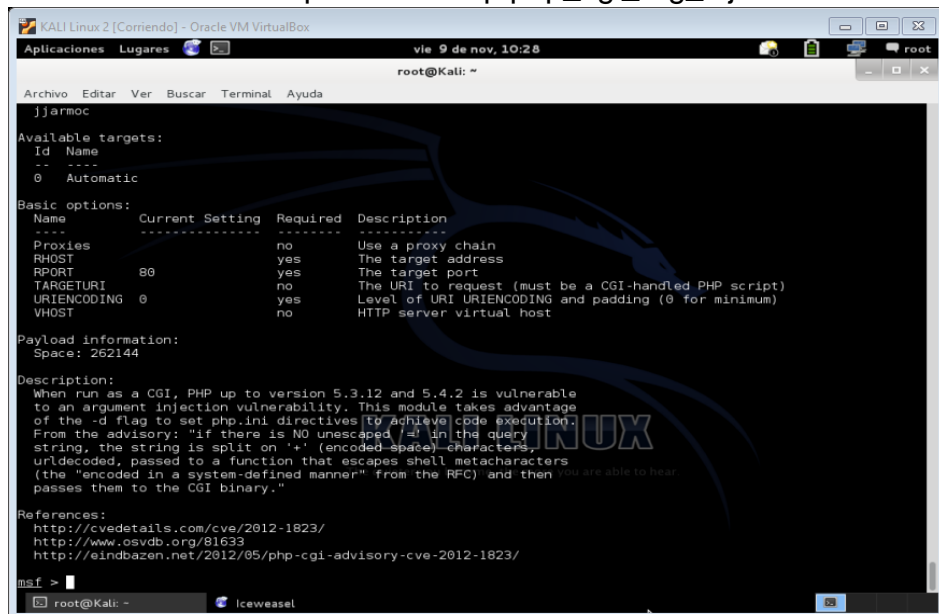 KALI Linux 2 [Corriendo] - Oracle VM VirtualBox
Aplicaciones Lugares vie 9 de nov, 10:28 root
root@Kali: ~
Archivo Editar Ver Buscar Terminal Ayuda
jjarmoc
Available targets:
Id Name
-- ----
0 Automatic
Basic options:
Name Current Setting Required Description
---- --------------- -------- -----------
Proxies no Use a proxy chain
RHOST yes The target address
RPORT 80 yes The target port
TARGETURI no The URI to request (must be a CGI-handled PHP script)
URIENCODING 0 yes Level of URI URIENCODING and padding (0 for minimum)
VHOST no HTTP server virtual host
Payload information:
Space: 262144
Description:
When run as a CGI, PHP up to version 5.3.12 and 5.4.2 is vulnerable
to an argument injection vulnerability. This module takes advantage
of the -d flag to set php.ini directives to achieve code execution.
From the advisory: "if there is NO unescaped '=' in the query
string, the string is split on '+' (encoded space) characters,
urldecoded, passed to a function that escapes shell metacharacters
(the "encoded in a system-defined manner" from the RFC) and then
passes them to the CGI binary."
KALI LINUX
you are able to hear
References:
http://cvedetails.com/cve/2012-1823/
http://www.osvdb.org/81633
http://eindbazen.net/2012/05/php-cgi-advisory-cve-2012-1823/
msf >
root@Kali: ~ Iceweasel